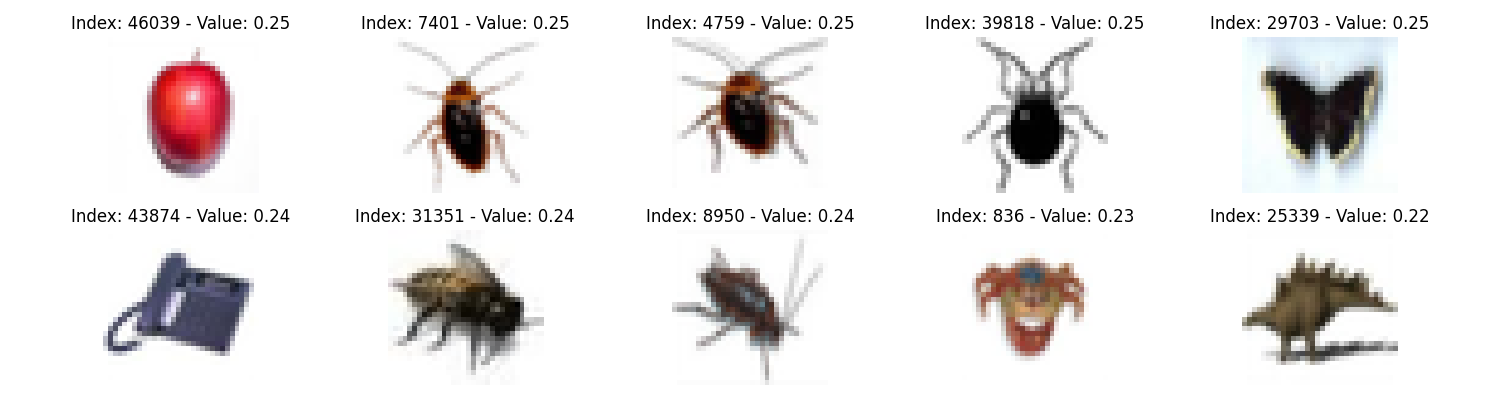 Index: 46039 - Value: 0.25
Index: 7401 - Value: 0.25
Index: 4759 - Value: 0.25
Index: 39818 - Value: 0.25
Index: 29703 - Value: 0.25
Index: 43874 - Value: 0.24
Index: 31351 - Value: 0.24
Index: 8950 - Value: 0.24
Index: 836 - Value: 0.23
Index: 25339 - Value: 0.22